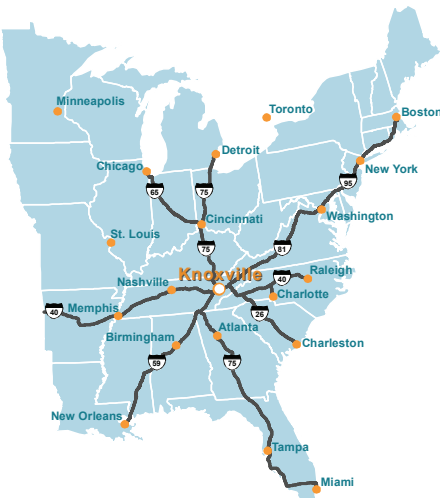 Minneapolis
Toronto
Boston
Detroit
Chicago
New York
65
75
95
Cincinnati
Washington
St. Louis
75
81
Knoxville
Raleigh
40
Nashville
Charlotte
40
Memphis
26
Atlanta
Birmingham
Charleston
59
75
New Orleans
Tampa
Miami